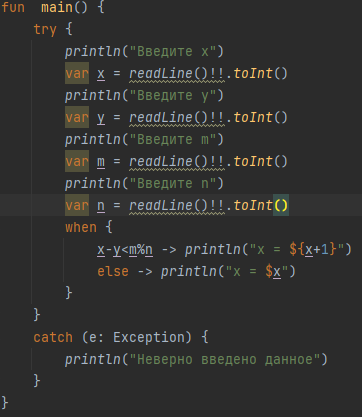 fun  main() {
    try {
        println("Введите x")
        var x = readLine()!!.toInt()
        println("Введите y")
        var y = readLine()!!.toInt()
        println("Введите m")
        var m = readLine()!!.toInt()
        println("Введите n")
        var n = readLine()!!.toInt()
        when {
            x-y<m%n -> println("x = ${x+1}")
            else -> println("x = $x")
        }
    }
    catch (e: Exception) {
        println("Неверно введено данное")
    }
}